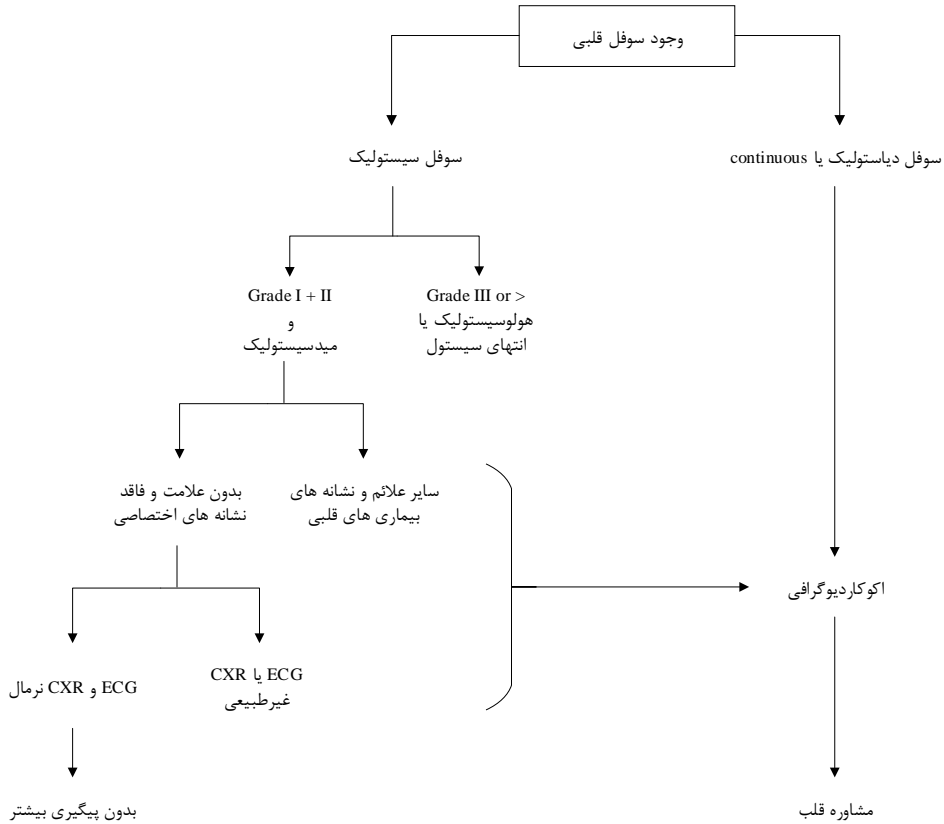 وجود سوفل قلبی
سوفل سیستولیک
سوفل دیاستولیک یا continuous
Grade I + II
و
میدسیستولیک
Grade III or >
هولوسیستولیک یا
انتهای سیستول
بدون علامت و فاقد
نشانه های اختصاصی
سایر علائم و نشانه های
بیماری های قلبی
اکوکاردیوگرافی
ECG و CXR نرمال
ECG یا CXR
غیرطبیعی
بدون پیگیری بیشتر
مشاوره قلب